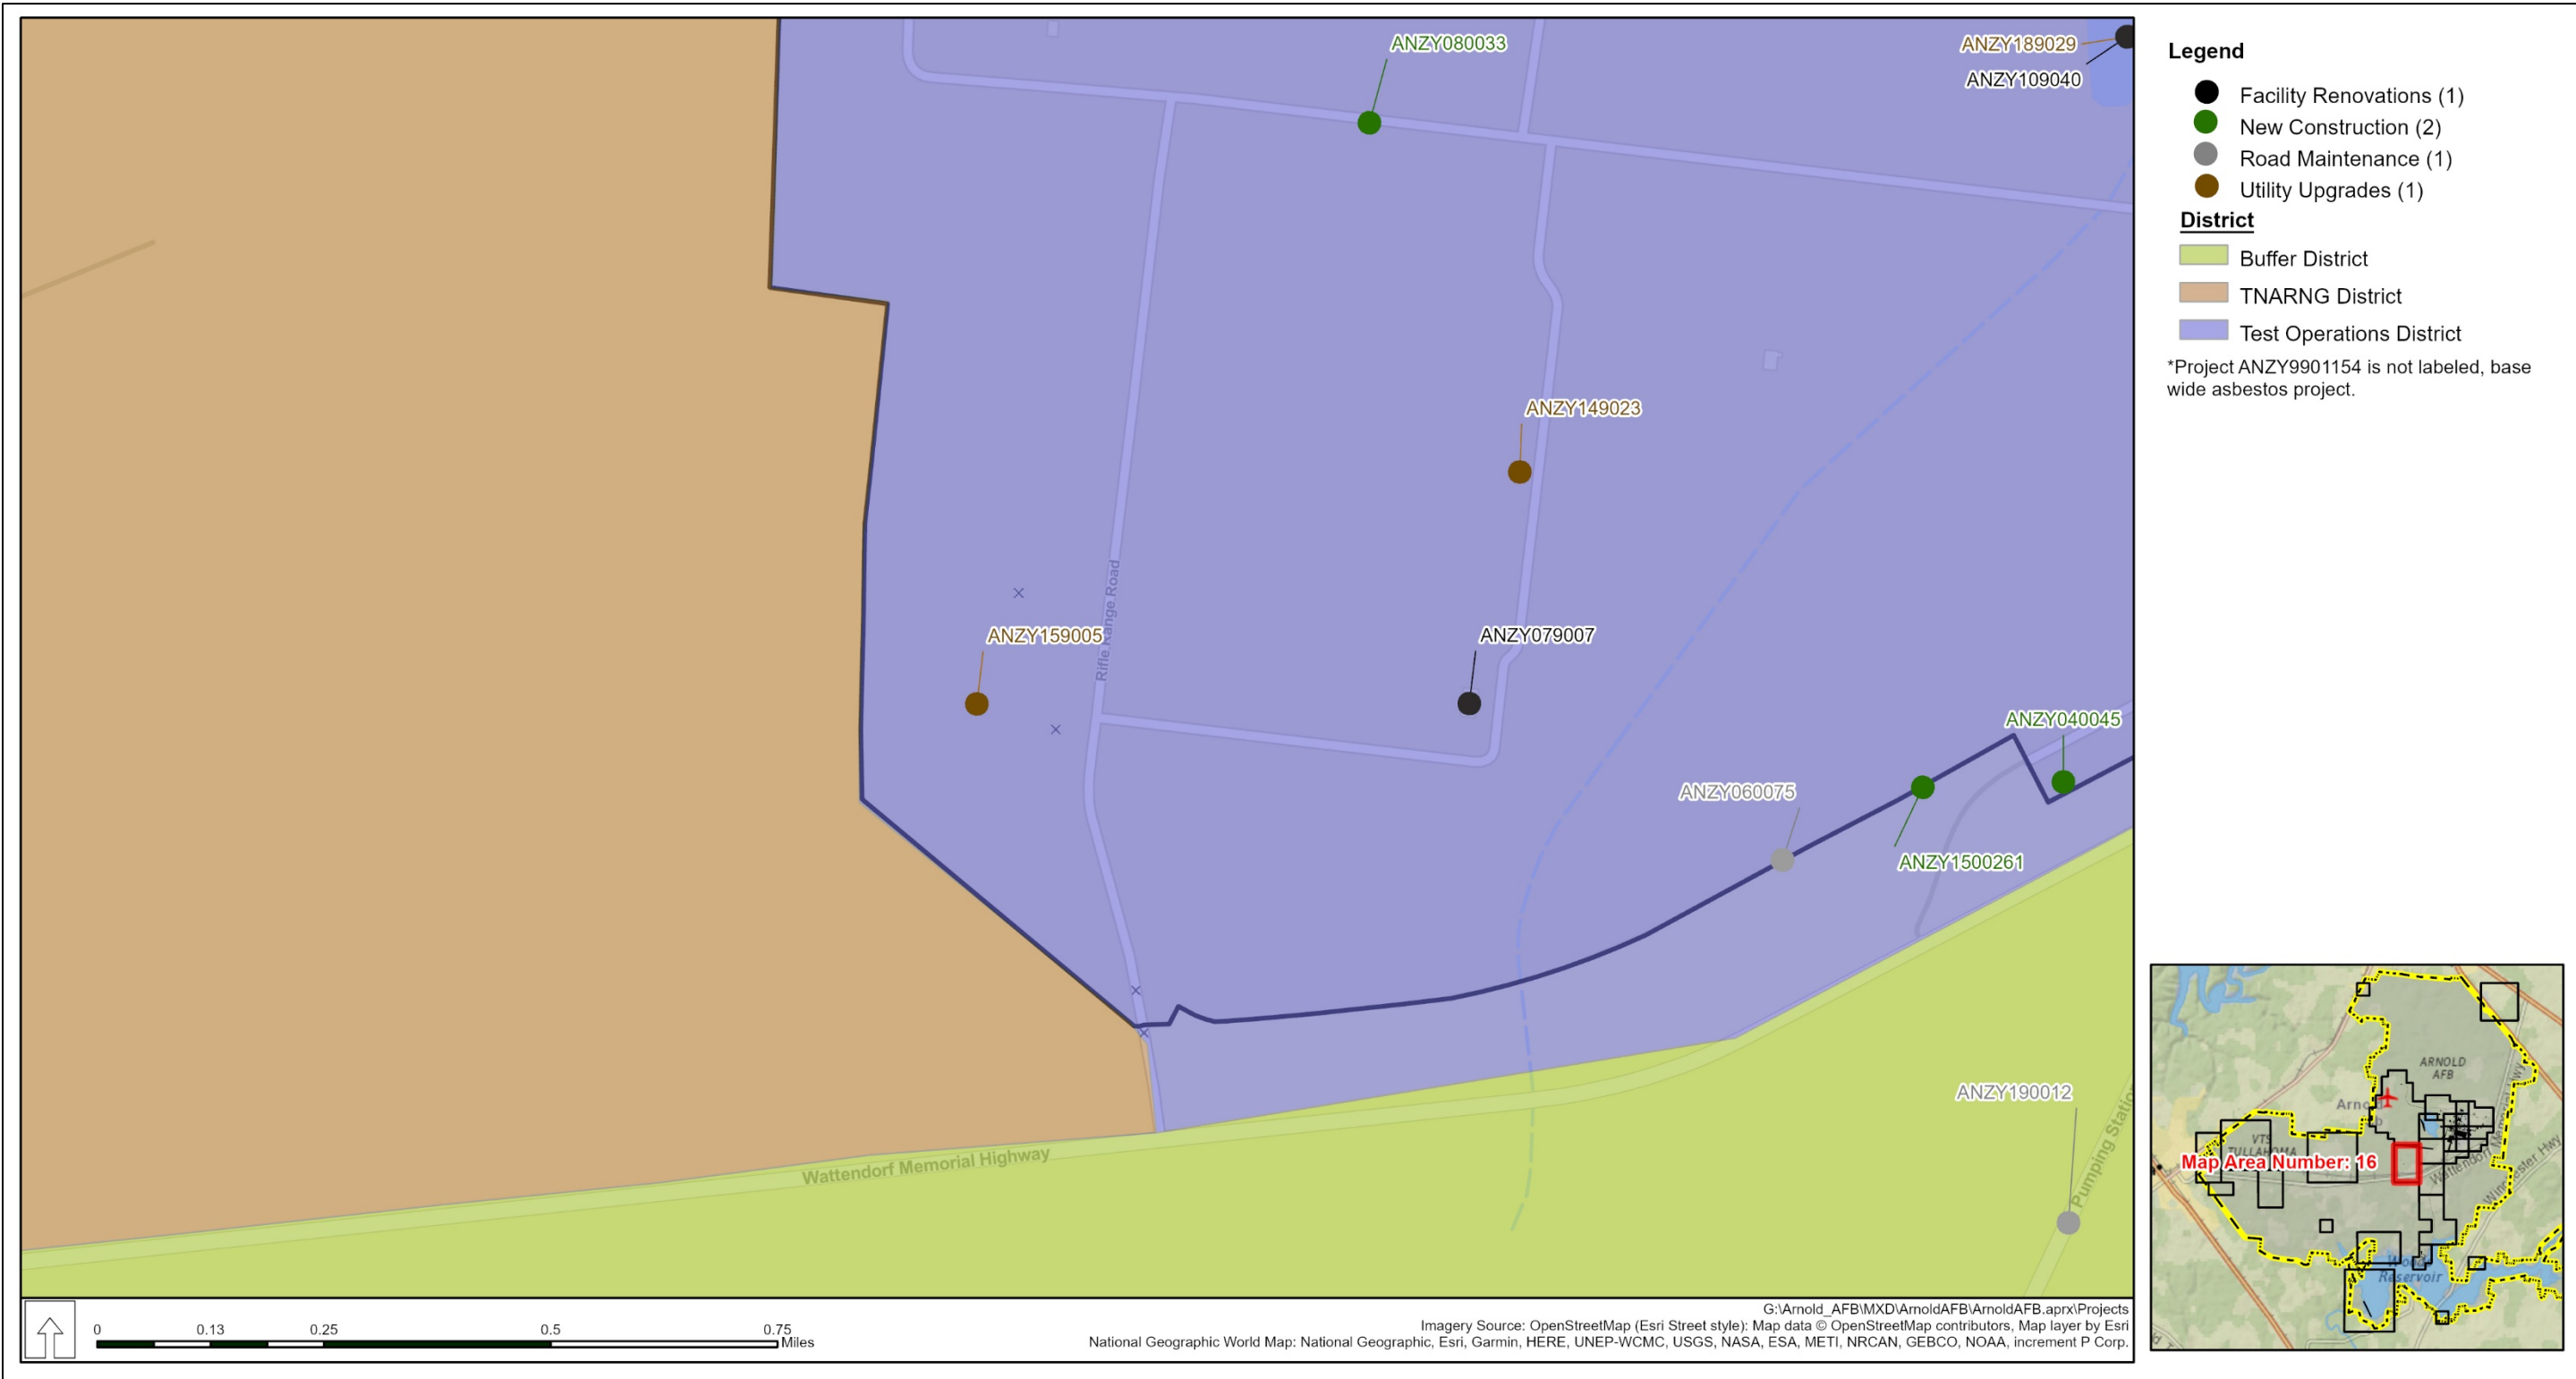 ANZY080033
ANZY189029
ANZY109040
ANZY149023
Rifle Range Road
ANZY159005
ANZY079007
ANZY040045
ANZY060075
ANZY1500261
ANZY190012
Pumping Station
Wattendorf Memorial Highway
0 0.13 0.25 0.5 0.75
Miles
G:\Arnold_AFB\MXD\ArnoldAFB\ArnoldAFB.aprx\Projects
Imagery Source: OpenStreetMap (Esri Street style): Map data © OpenStreetMap contributors, Map layer by Esri
National Geographic World Map: National Geographic, Esri, Garmin, HERE, UNEP-WCMC, USGS, NASA, ESA, METI, NRCAN, GEBCO, NOAA, increment P Corp.
Legend
Facility Renovations (1)
New Construction (2)
Road Maintenance (1)
Utility Upgrades (1)
District
Buffer District
TNARNG District
Test Operations District
*Project ANZY9901154 is not labeled, base
wide asbestos project.
ARNOLD
AFB
VTS
TULLAHOMA
Map Area Number: 16
Woods
Reservoir